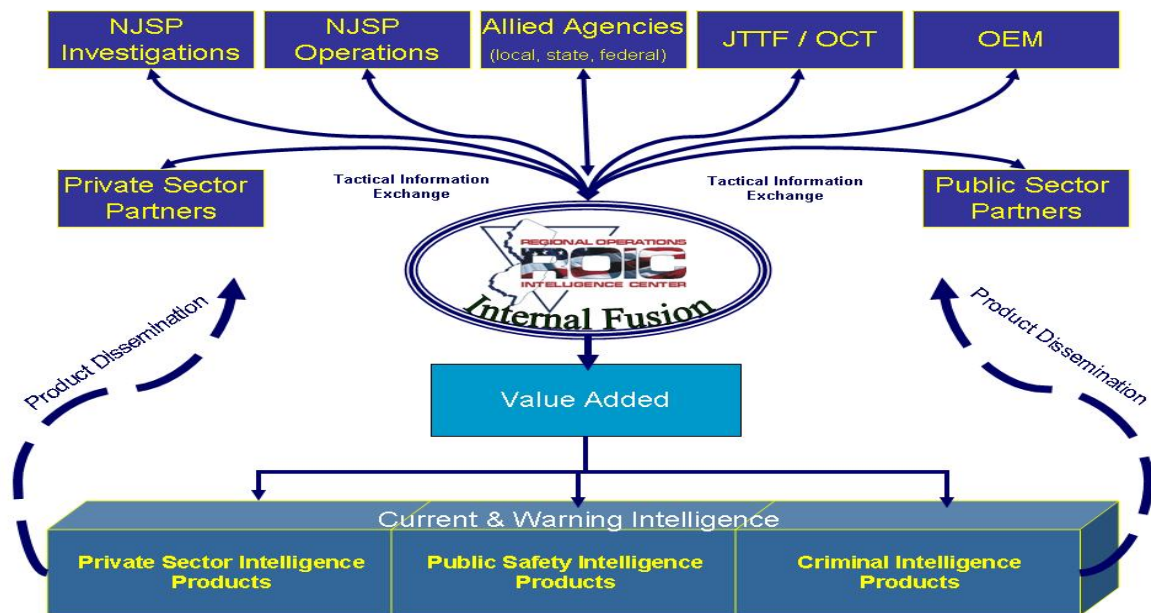 NJSP
Investigations
NJSP
Operations
Allied Agencies
(local, state, federal)
JTTF / OCT
OEM
Private Sector
Partners
Tactical Information
Exchange
Tactical Information
Exchange
Public Sector
Partners
REGIONAL OPERATIONS
ROIC
INTELLIGENCE CENTER
Internal Fusion
Product Dissemination
Product Dissemination
Value Added
Current & Warning Intelligence
Private Sector Intelligence
Products
Public Safety Intelligence
Products
Criminal Intelligence
Products